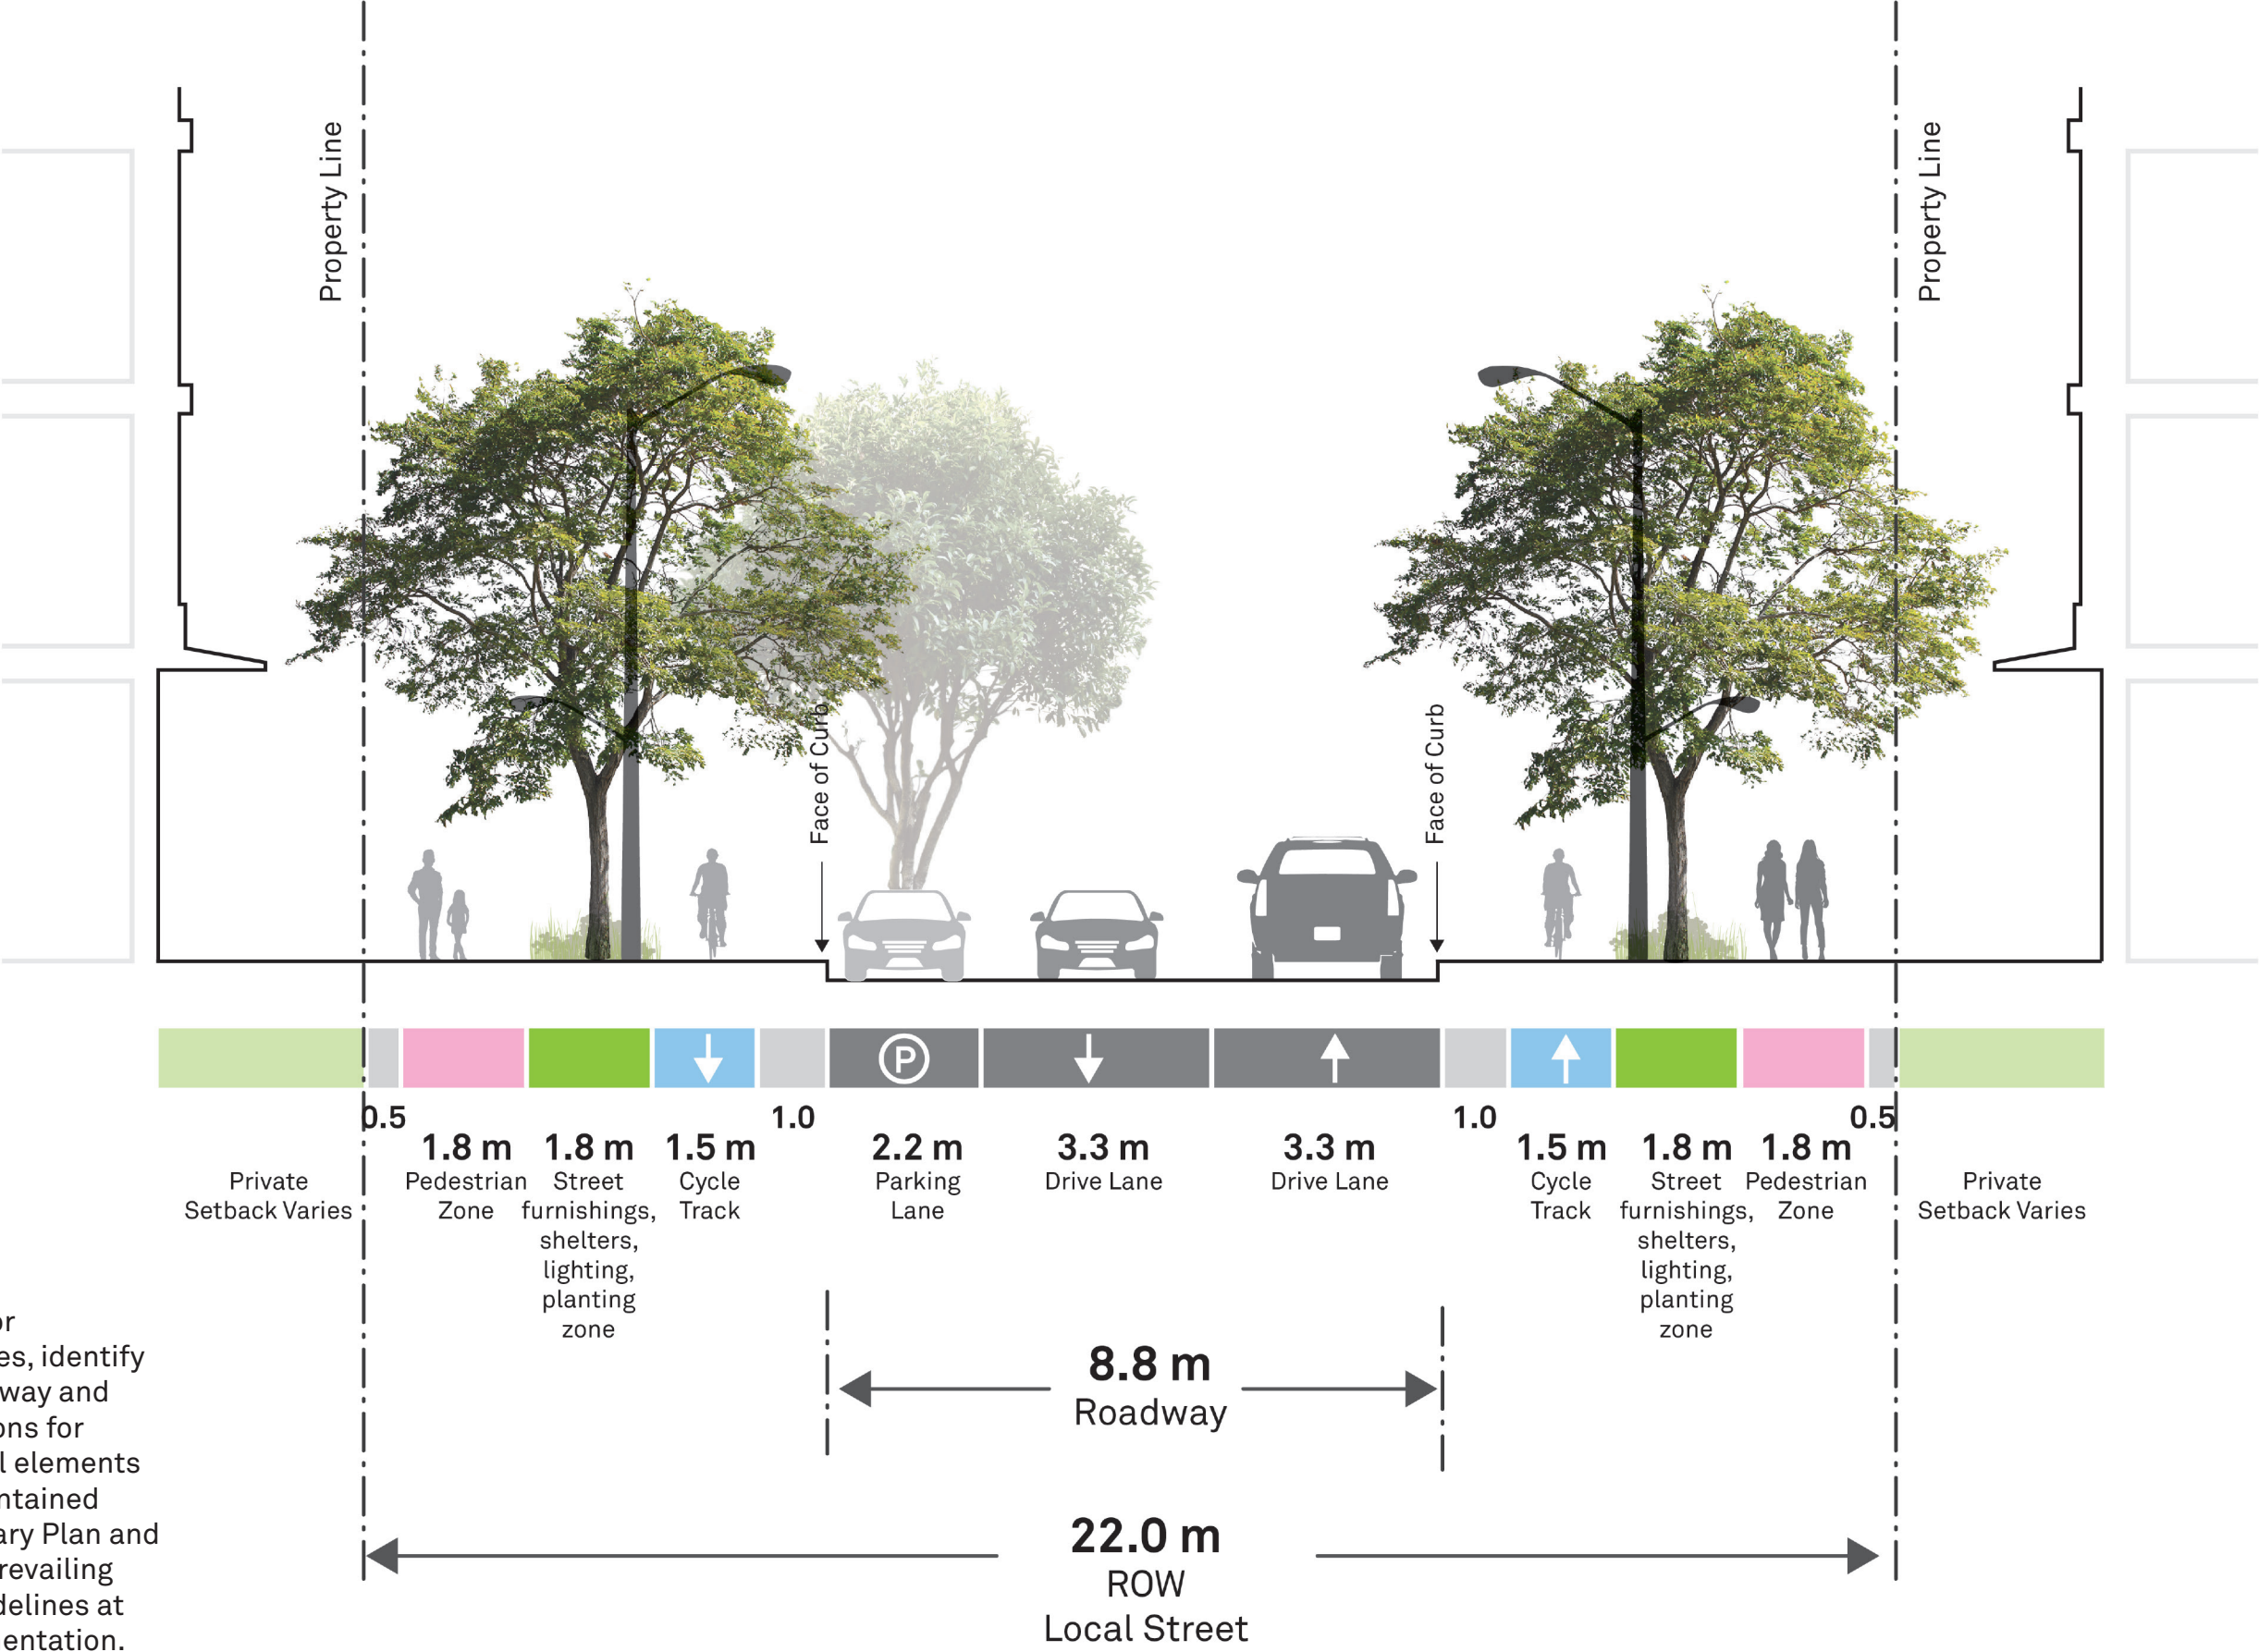 Property Line
Property Line
Face of Curb
Face of Curb
P
0.5
1.0
1.0
0.5
1.8 m
1.8 m
1.5 m
2.2 m
3.3 m
3.3 m
1.5 m
1.8 m
1.8 m
Private
Setback Varies
Pedestrian
Zone
Street
furnishings,
shelters,
lighting,
planting
zone
Cycle
Track
Parking
Lane
Drive Lane
Drive Lane
Cycle
Track
Street
furnishings,
shelters,
lighting,
planting
zone
Pedestrian
Zone
Private
Setback Varies
8.8 m
Roadway
22.0 m
ROW
Local Street
or
es, identify
way and
ons for
l elements
ntained
ary Plan and
revailing
delines at
entation.